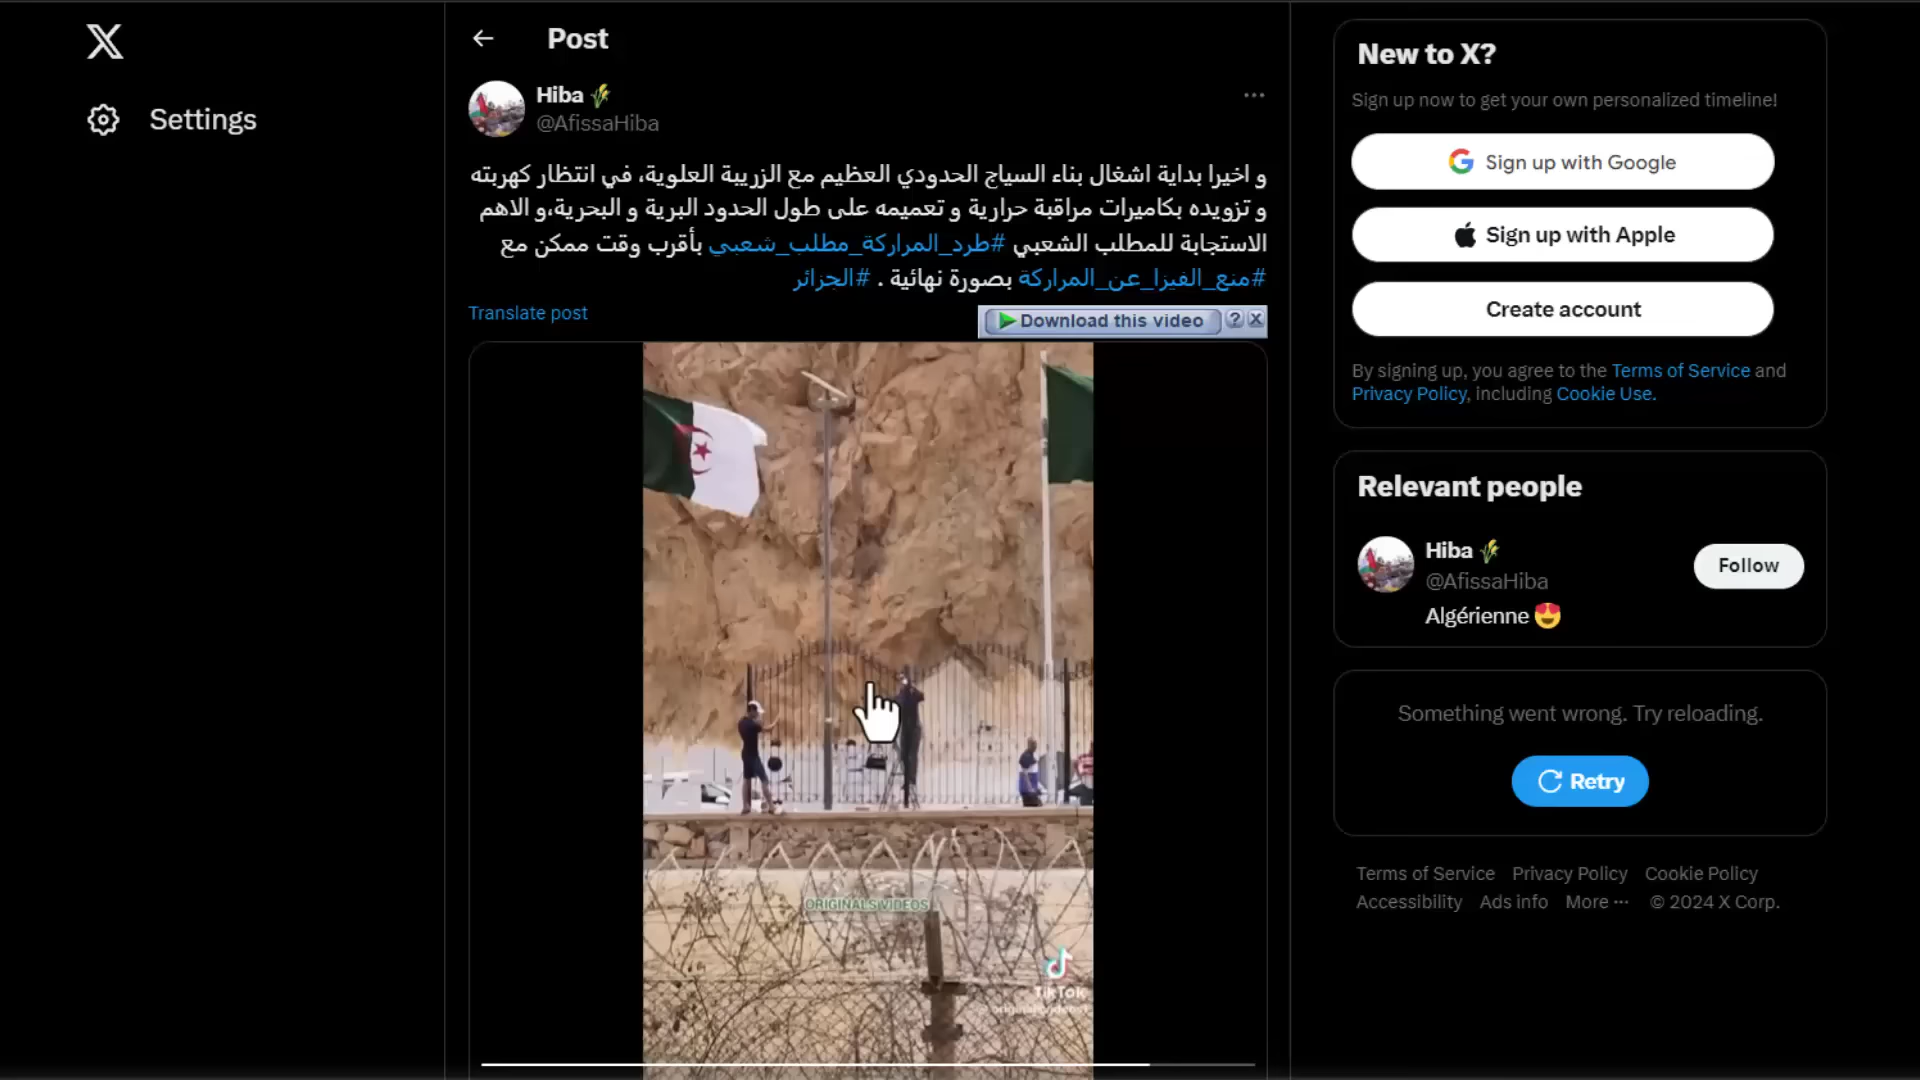 Post
Settings
Hiba
@AfissaHiba
و اخيرا بداية اشغال بناء السياج الحدودي العظيم مع الزريبة العلوية، في انتظار كهربته
و تزويده بكاميرات مراقبة حرارية و تعميمه على طول الحدود البرية و البحرية،و الاهم
الاستجابة للمطلب الشعبي #طرد_المراركة_مطلب_شعبي بأقرب وقت ممكن مع
#منع_الفيزا_عن_المراركة بصورة نهائية . #الجزائر
Translate post
Download this video
ORIGINALS VIDEOS
TikTok
New to X?
Sign up now to get your own personalized timeline!
Sign up with Google
Sign up with Apple
Create account
By signing up, you agree to the Terms of Service and
Privacy Policy, including Cookie Use.
Relevant people
Hiba
@AfissaHiba
Follow
Algérienne
Something went wrong. Try reloading.
Retry
Terms of Service Privacy Policy Cookie Policy
Accessibility Ads info More ··· © 2024 X Corp.